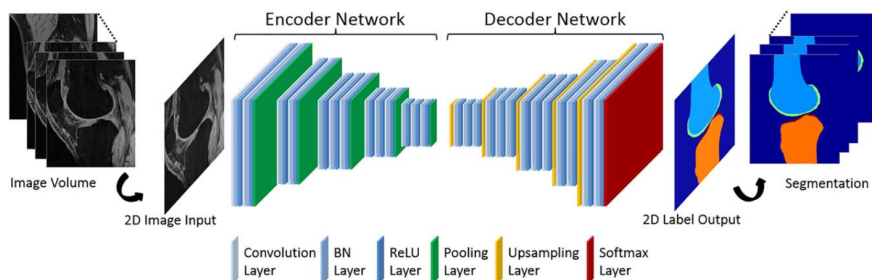 Encoder Network
Decoder Network
Image Volume
2D Image Input
2D Label Output
Segmentation
Convolution
Layer
BN
Layer
ReLU
Layer
Pooling
Layer
Upsampling
Layer
Softmax
Layer